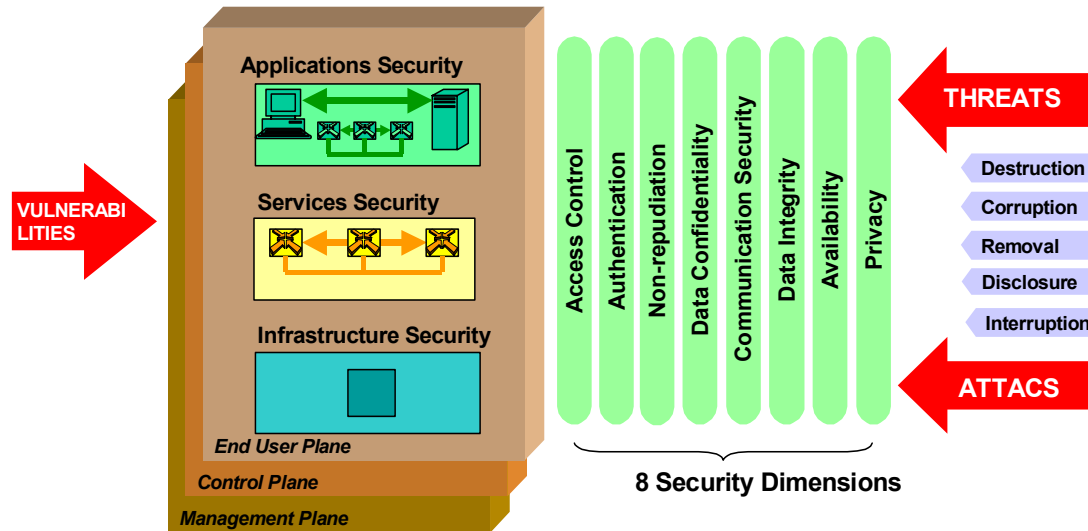 Applications Security
VULNERABI
LITIES
Services Security
Infrastructure Security
End User Plane
Control Plane
Management Plane
Access Control
Authentication
Non-repudiation
Data Confidentiality
Communication Security
Data Integrity
Availability
Privacy
8 Security Dimensions
THREATS
Destruction
Corruption
Removal
Disclosure
Interruption
ATTACS